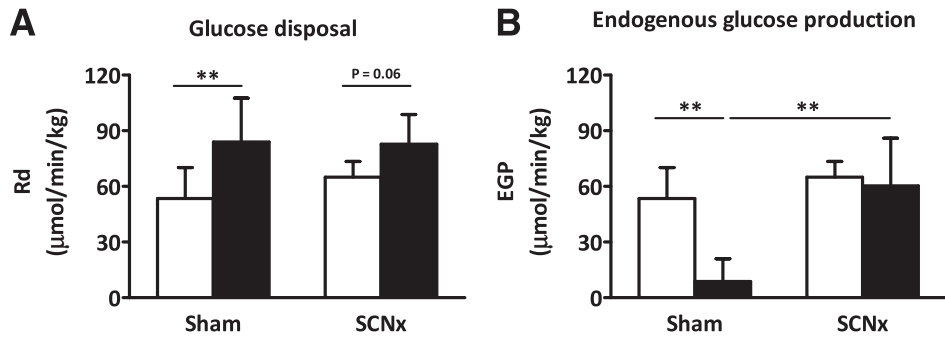 A
Glucose disposal
120
90
60
30
0
Rd
(μmol/min/kg)
**
P = 0.06
Sham
SCNx
B
Endogenous glucose production
120
90
60
30
0
EGP
(μmol/min/kg)
**
**
Sham
SCNx